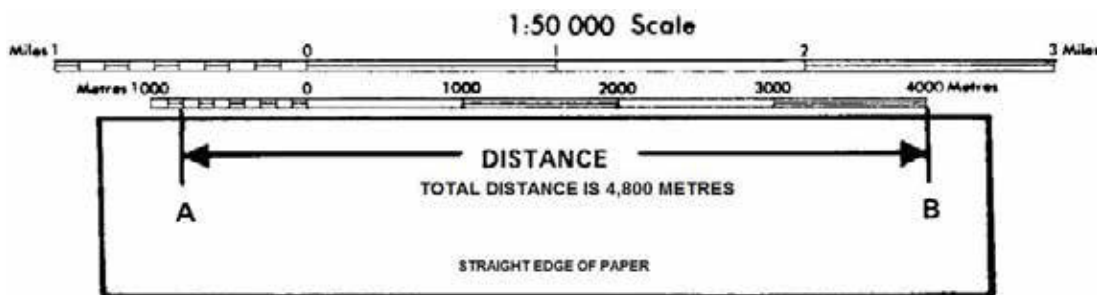 1:50 000 Scale
Miles 1 0 1 2 3 Miles
Metres 1000 0 1000 2000 3000 4000 Metres
DISTANCE
TOTAL DISTANCE IS 4,800 METRES
A B
STRAIGHT EDGE OF PAPER